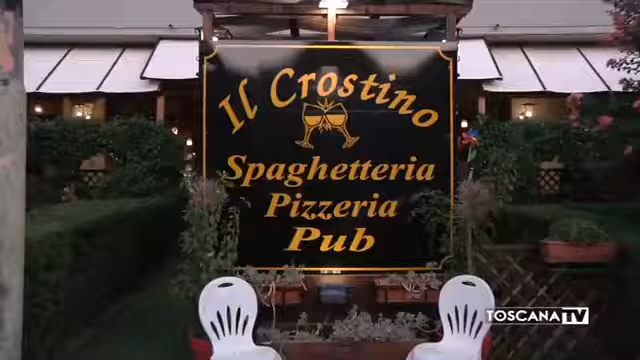 Il Crostino
Spaghetteria
Pizzeria
Pub
TOSCANA TV